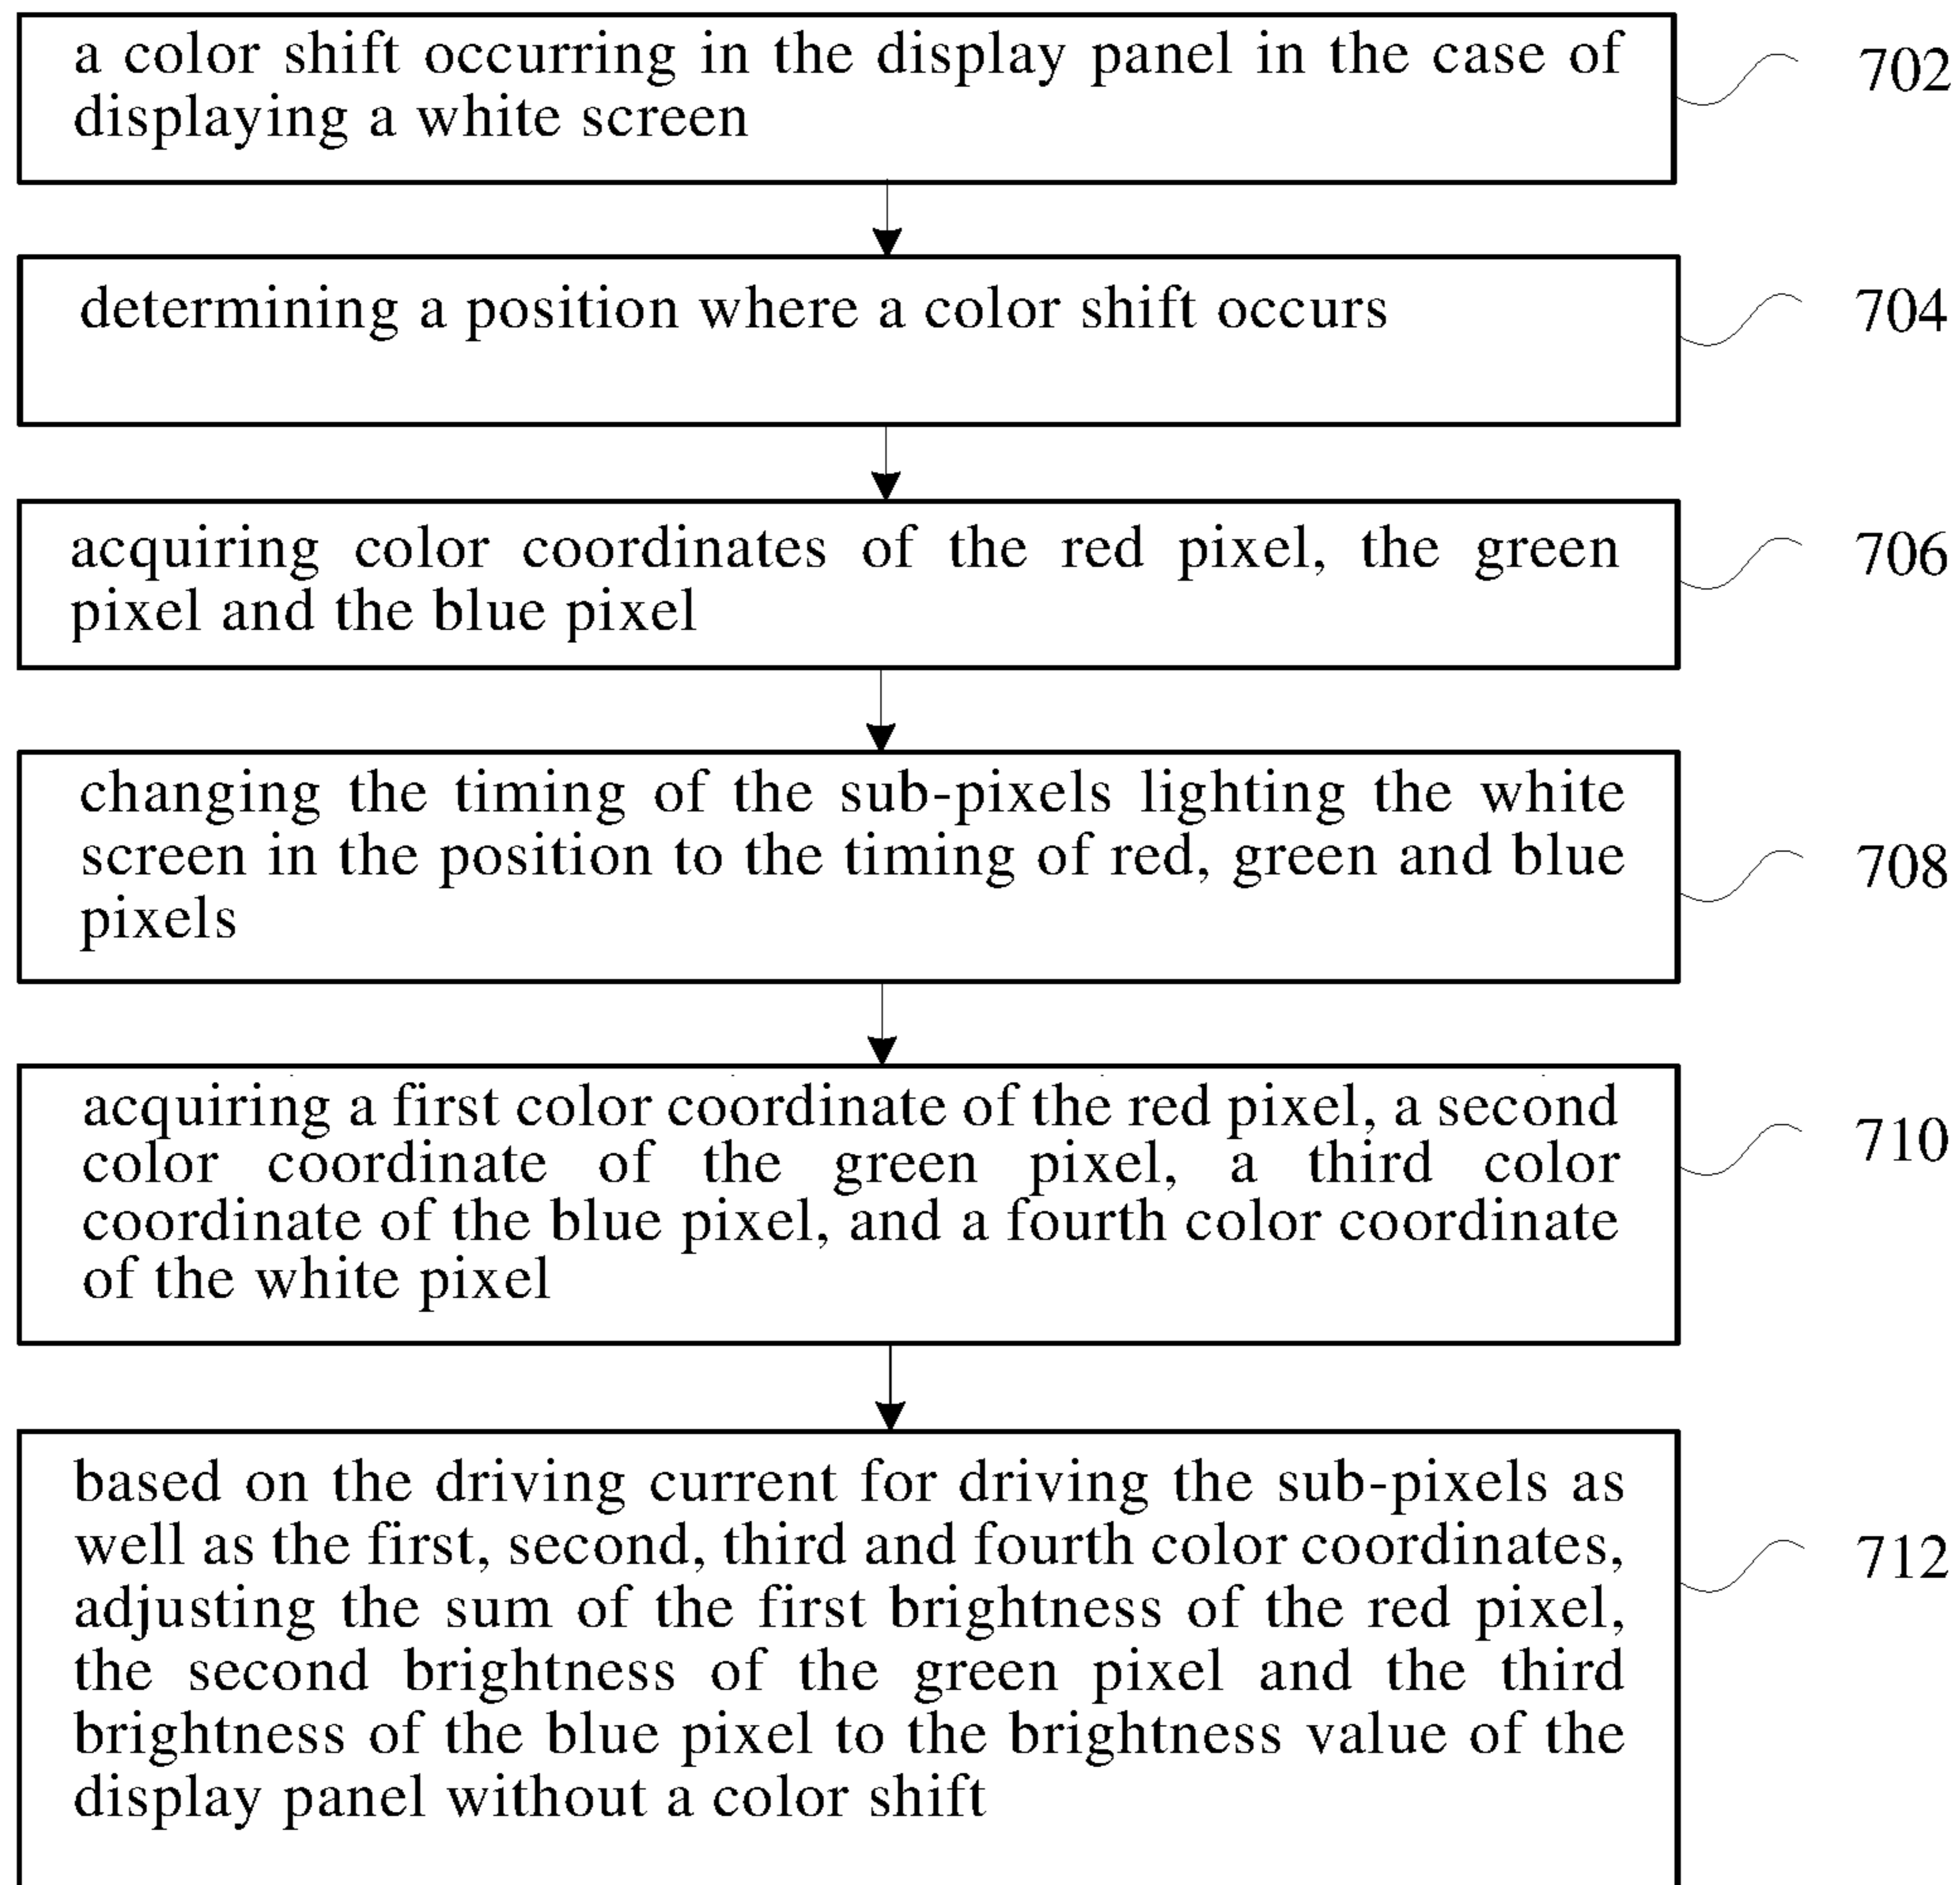 a color shift occurring in the display panel in the case of
displaying a white screen
702
determining a position where a color shift occurs
704
acquiring color coordinates of the red pixel, the green
pixel and the blue pixel
706
changing the timing of the sub-pixels lighting the white
screen in the position to the timing of red, green and blue
pixels
708
acquiring a first color coordinate of the red pixel, a second
color coordinate of the green pixel, a third color
coordinate of the blue pixel, and a fourth color coordinate
of the white pixel
710
based on the driving current for driving the sub-pixels as
well as the first, second, third and fourth color coordinates,
adjusting the sum of the first brightness of the red pixel,
the second brightness of the green pixel and the third
brightness of the blue pixel to the brightness value of the
display panel without a color shift
712